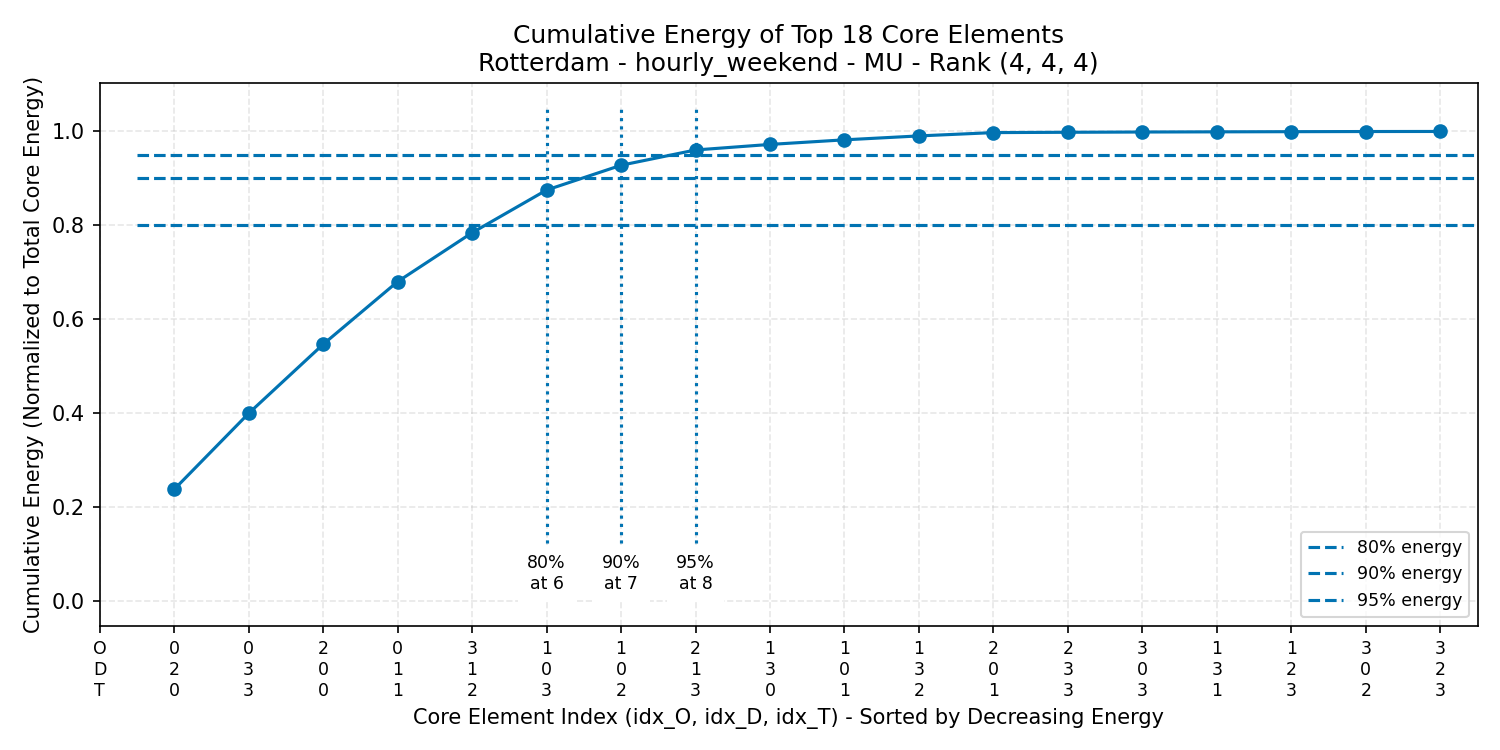 Cumulative Energy of Top 18 Core Elements
Rotterdam - hourly_weekend - MU - Rank (4, 4, 4)
Cumulative Energy (Normalized to Total Core Energy)
1.0
0.8
0.6
0.4
0.2
0.0
80% at 6
90% at 7
95% at 8
80% energy
90% energy
95% energy
O 0 0 2 0 3 1 1 2 1 1 1 2 2 3 1 1 3 3
D 2 3 0 1 1 0 0 1 3 0 3 0 3 0 3 2 0 2
T 0 3 0 1 2 3 2 3 0 1 2 1 3 3 1 3 2 3
Core Element Index (idx_O, idx_D, idx_T) - Sorted by Decreasing Energy